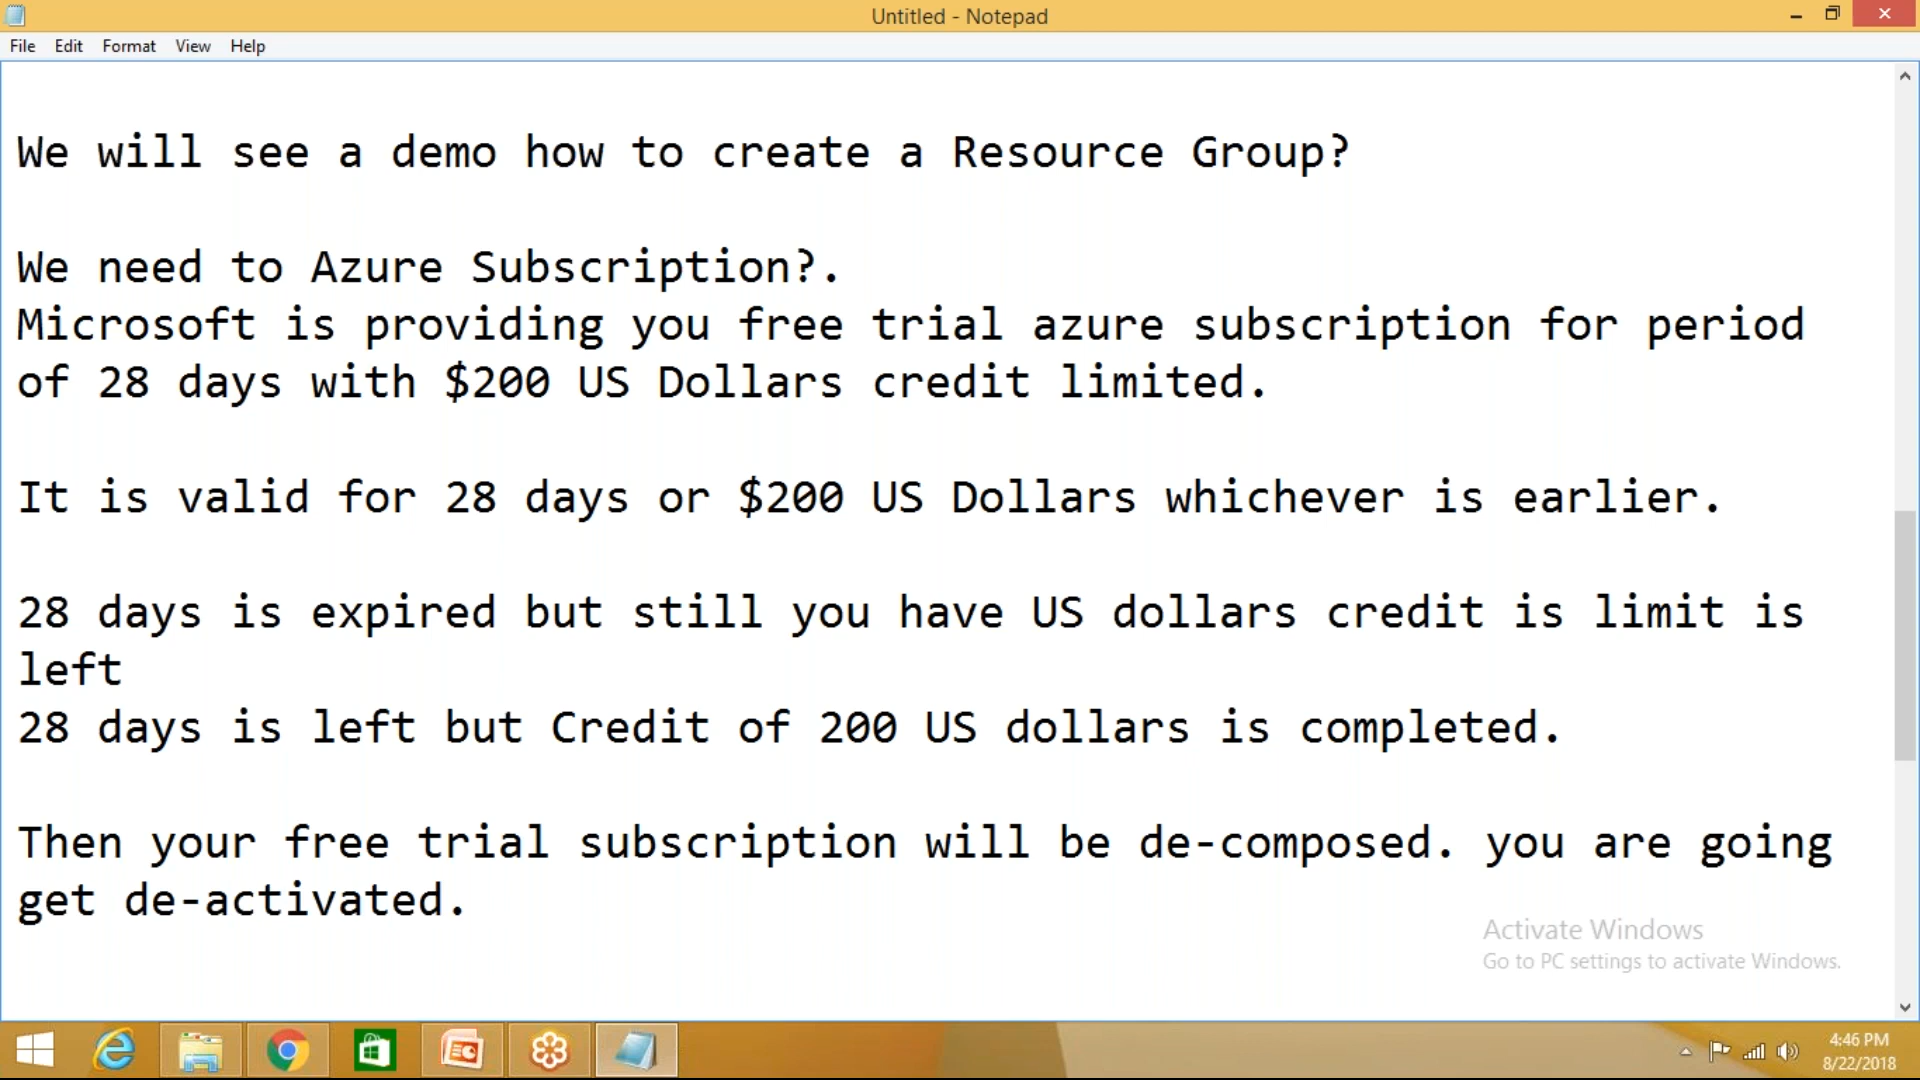 Untitled - Notepad
File Edit Format View Help
We will see a demo how to create a Resource Group?
We need to Azure Subscription?.
Microsoft is providing you free trial azure subscription for period
of 28 days with $200 US Dollars credit limited.
It is valid for 28 days or $200 US Dollars whichever is earlier.
28 days is expired but still you have US dollars credit is limit is
left
28 days is left but Credit of 200 US dollars is completed.
Then your free trial subscription will be de-composed. you are going
get de-activated.
Activate Windows
Go to PC settings to activate Windows.
4:46 PM
8/22/2018